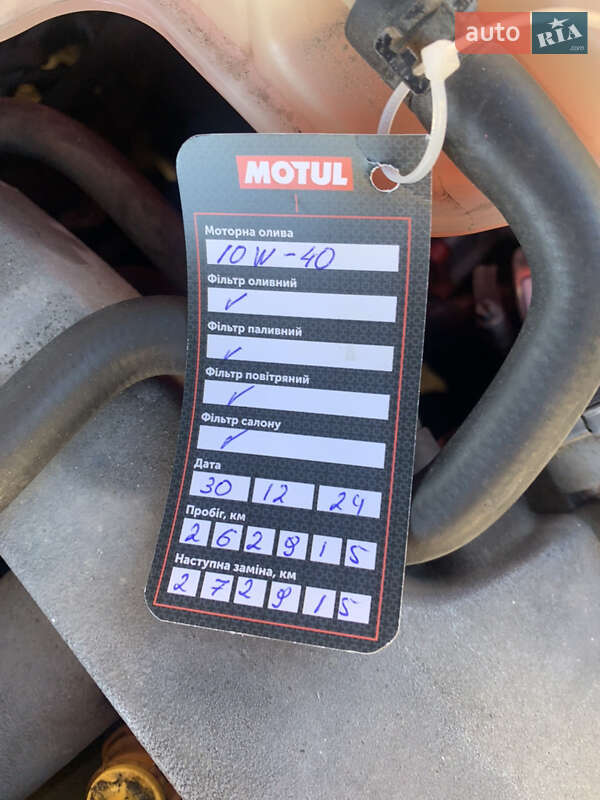 auto RIA .com
MOTUL
Моторна олива
10W-40
Фільтр оливний
✓
Фільтр паливний
✓
Фільтр повітряний
✓
Фільтр салону
✓
Дата
30 12 24
Пробіг, км
262915
Наступна заміна, км
272915